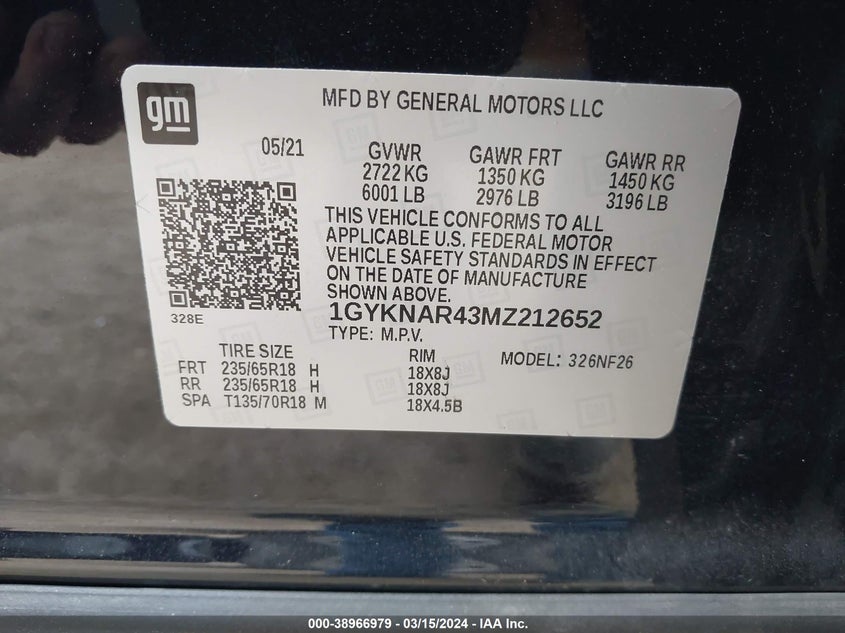 gm
MFD BY GENERAL MOTORS LLC
05/21
GVWR
2722 KG
6001 LB
GAWR FRT
1350 KG
2976 LB
GAWR RR
1450 KG
3196 LB
THIS VEHICLE CONFORMS TO ALL
APPLICABLE U.S. FEDERAL MOTOR
VEHICLE SAFETY STANDARDS IN EFFECT
ON THE DATE OF MANUFACTURE
SHOWN ABOVE.
328E
1GYKNAR43MZ212652
TYPE: M.P.V.
TIRE SIZE RIM MODEL: 326NF26
FRT 235/65R18 H 18X8J
RR 235/65R18 H 18X8J
SPA T135/70R18 M 18X4.5B
000-38966979 - 03/15/2024 - IAA Inc.